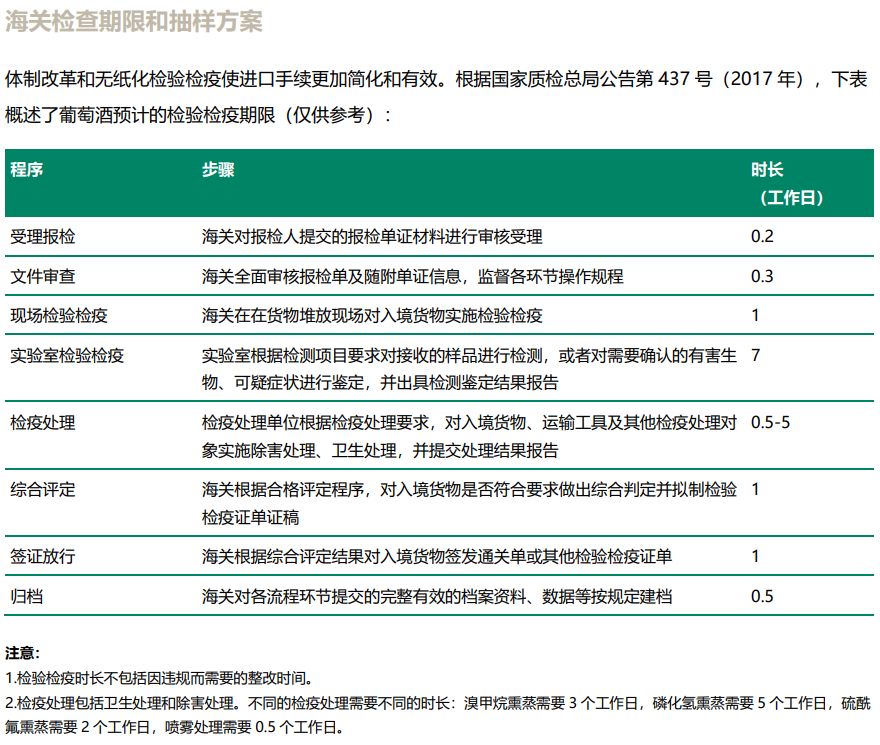 海关检查期限和抽样方案
体制改革和无纸化检验检疫使进口手续更加简化和有效。根据国家质检总局公告第 437 号（2017 年），下表
概述了葡萄酒预计的检验检疫期限（仅供参考）：
程序 步骤 时长
（工作日）
受理报检 海关对报检人提交的报检单证材料进行审核受理 0.2
文件审查 海关全面审核报检单及随附单证信息，监督各环节操作规程 0.3
现场检验检疫 海关在在货物堆放现场对入境货物实施检验检疫 1
实验室检验检疫 实验室根据检测项目要求对接收的样品进行检测，或者对需要确认的有害生 7
物、可疑症状进行鉴定，并出具检测鉴定结果报告
检疫处理 检疫处理单位根据检疫处理要求，对入境货物、运输工具及其他检疫处理对 0.5-5
象实施除害处理、卫生处理，并提交处理结果报告
综合评定 海关根据合格评定程序，对入境货物是否符合要求做出综合判定并拟制检验 1
检疫证单证稿
签证放行 海关根据综合评定结果对入境货物签发通关单或其他检验检疫证单 1
归档 海关对各流程环节提交的完整有效的档案资料、数据等按规定建档 0.5
注意：
1.检验检疫时长不包括因违规而需要的整改时间。
2.检疫处理包括卫生处理和除害处理。不同的检疫处理需要不同的时长：溴甲烷熏蒸需要 3 个工作日，磷化氢熏蒸需要 5 个工作日，硫酰
氟熏蒸需要 2 个工作日，喷雾处理需要 0.5 个工作日。